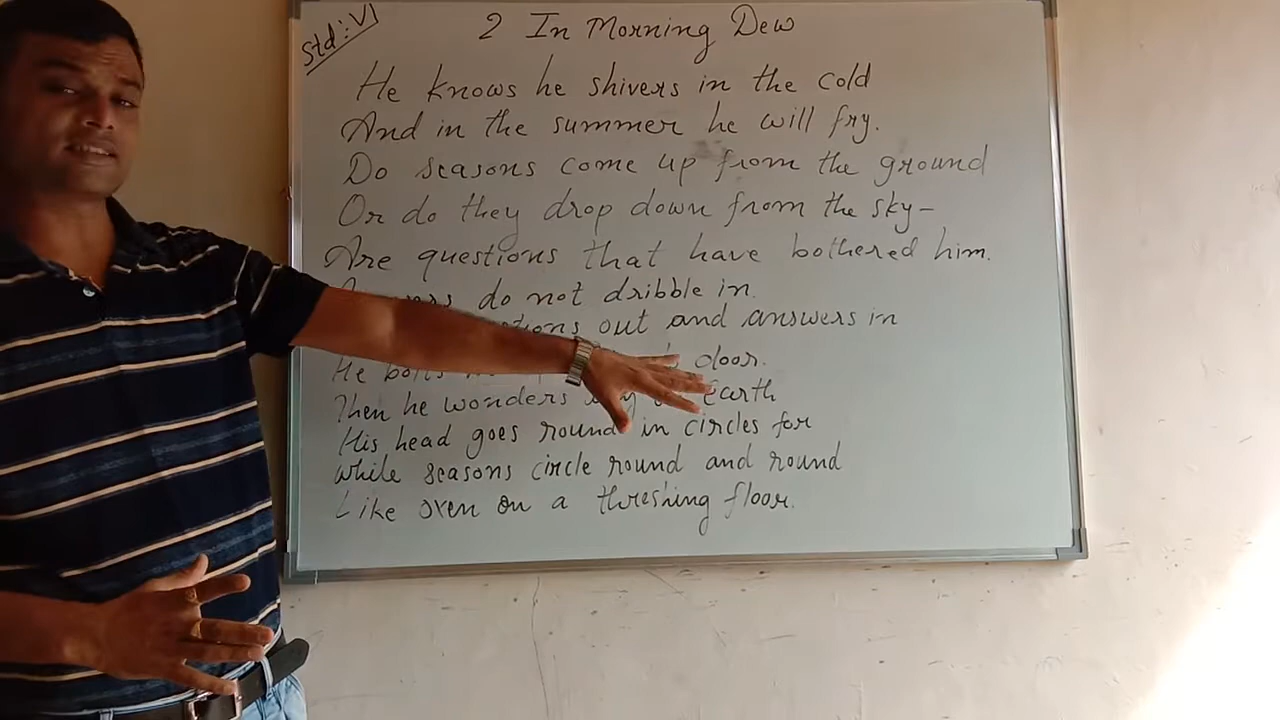 Std: VI
2 In Morning Dew
He knows he shivers in the cold
And in the summer he will fry.
Do seasons come up from the ground
Or do they drop down from the sky-
Are questions that have bothered him.
do not dribble in.
out and answers in
He door.
Then he wonders Earth
His head goes round in circles for
while seasons circle round and round
Like oxen on a threshing floor.